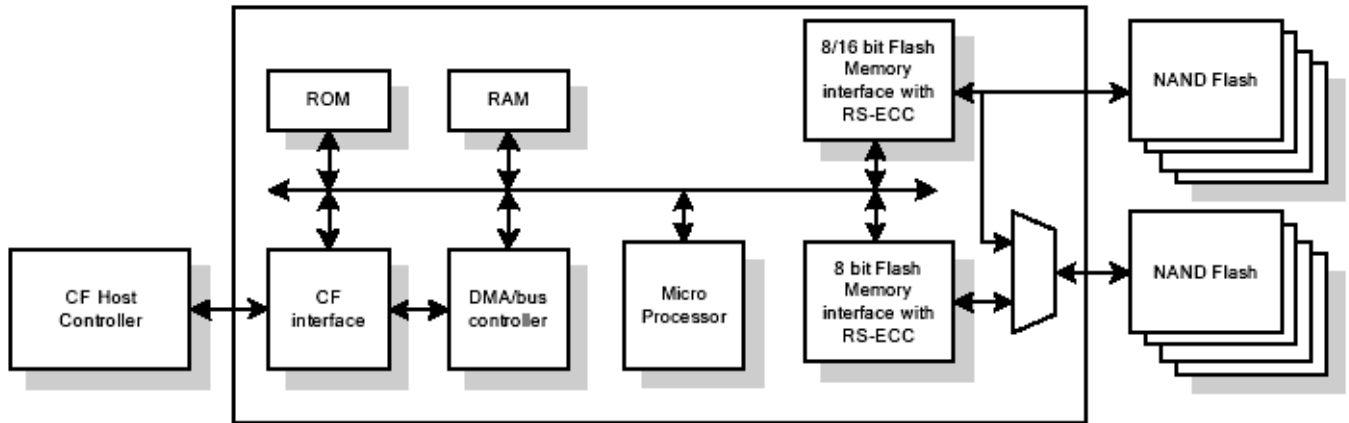 ROM
RAM
8/16 bit Flash
Memory
interface with
RS-ECC
NAND Flash
CF Host
Controller
CF
interface
DMA/bus
controller
Micro
Processor
8 bit Flash
Memory
interface with
RS-ECC
NAND Flash